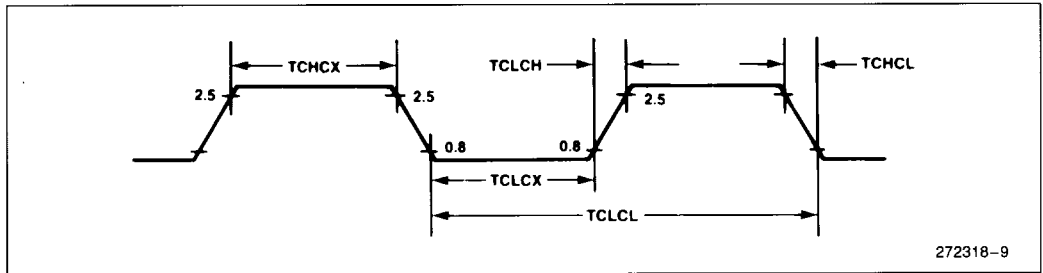 TCHCX
TCLCH
TCHCL
2.5
2.5
2.5
0.8
0.8
TCLCX
TCLCL
272318-9